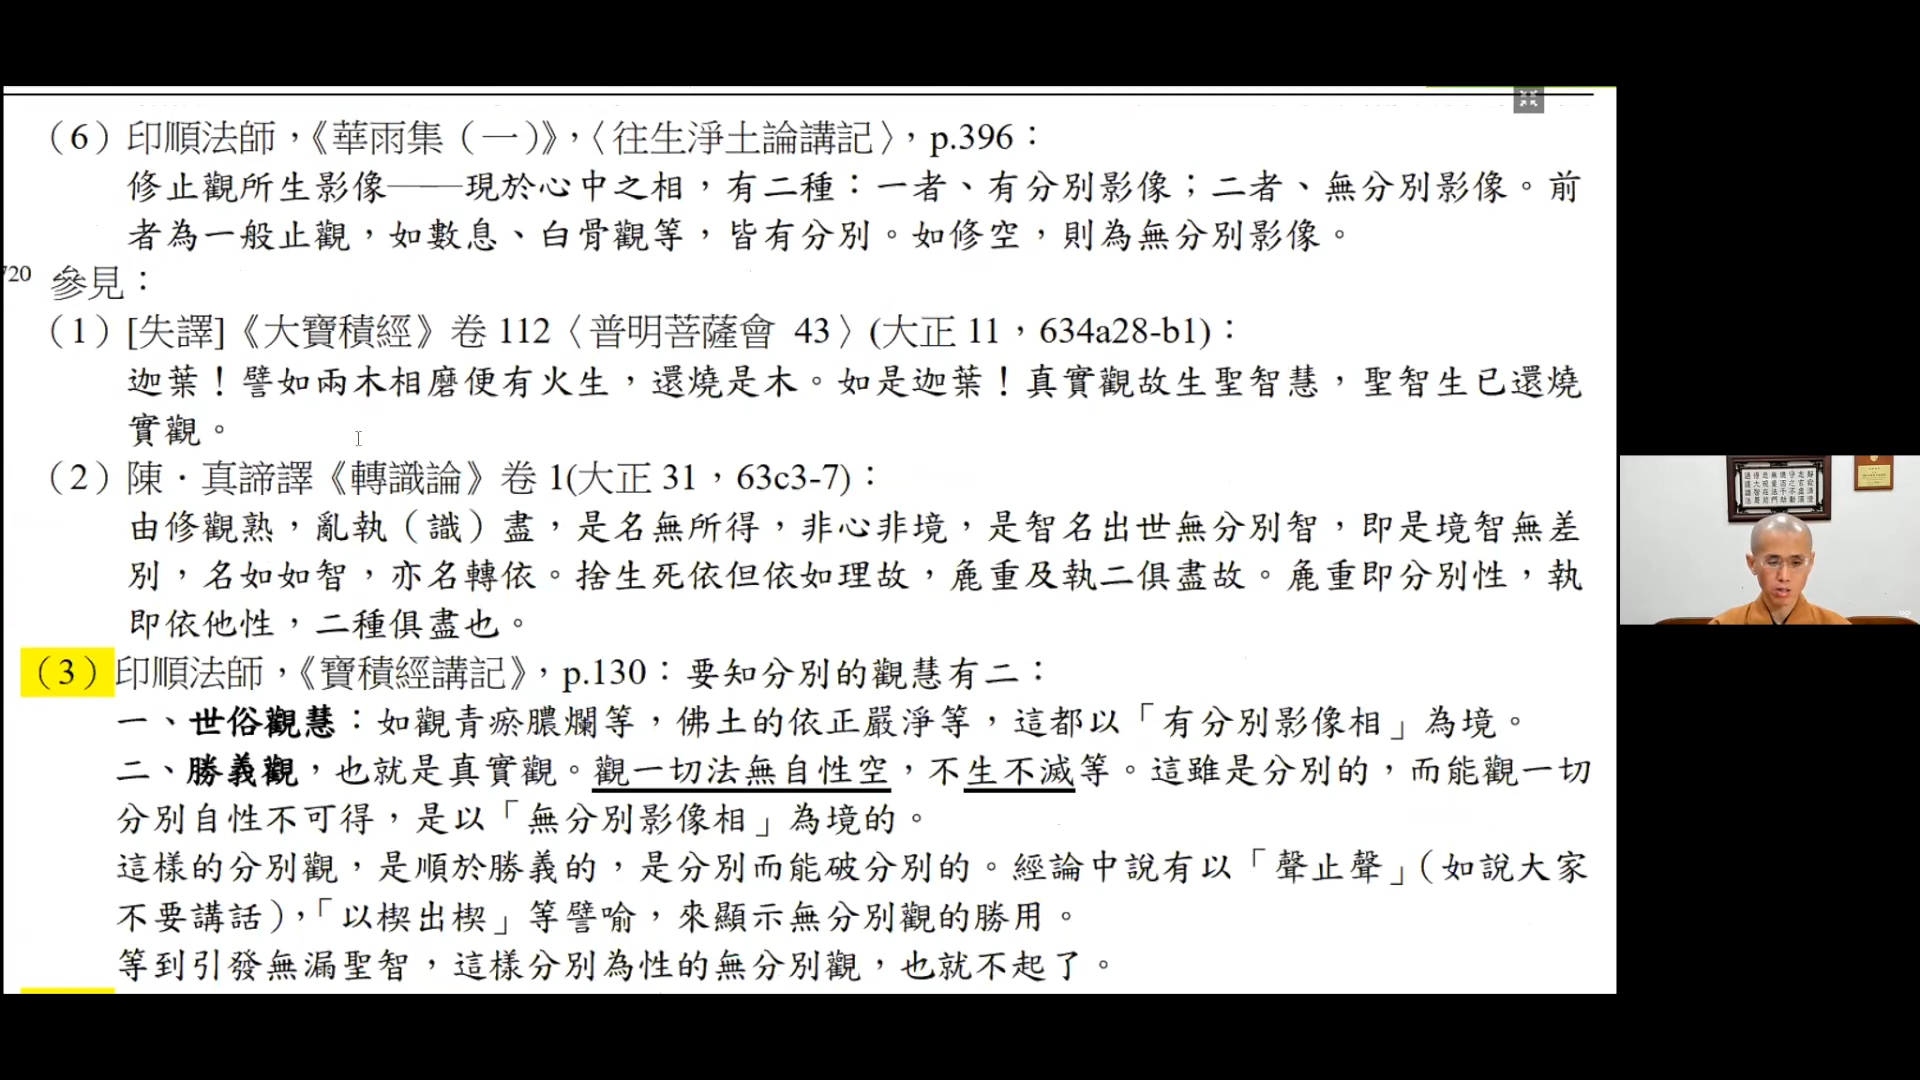 （6）印順法師，《華雨集（一）》，〈往生淨土論講記〉，p.396：
修止觀所生影像——現於心中之相，有二種：一者、有分別影像；二者、無分別影像。前
者為一般止觀，如數息、白骨觀等，皆有分別。如修空，則為無分別影像。
720 參見：
（1）[失譯]《大寶積經》卷 112〈普明菩薩會 43〉(大正 11，634a28-b1)：
迦葉！譬如兩木相磨便有火生，還燒是木。如是迦葉！真實觀故生聖智慧，聖智生已還燒
實觀。
（2）陳．真諦譯《轉識論》卷 1(大正 31，63c3-7)：
由修觀熟，亂執（識）盡，是名無所得，非心非境，是智名出世無分別智，即是境智無差
別，名如如智，亦名轉依。捨生死依但依如理故，麁重及執二俱盡故。麁重即分別性，執
即依他性，二種俱盡也。
（3）印順法師，《寶積經講記》，p.130：要知分別的觀慧有二：
一、世俗觀慧：如觀青瘀膿爛等，佛土的依正嚴淨等，這都以「有分別影像相」為境。
二、勝義觀，也就是真實觀。觀一切法無自性空，不生不滅等。這雖是分別的，而能觀一切
分別自性不可得，是以「無分別影像相」為境的。
這樣的分別觀，是順於勝義的，是分別而能破分別的。經論中說有以「聲止聲」（如說大家
不要講話），「以楔出楔」等譬喻，來顯示無分別觀的勝用。
等到引發無漏聖智，這樣分別為性的無分別觀，也就不起了。